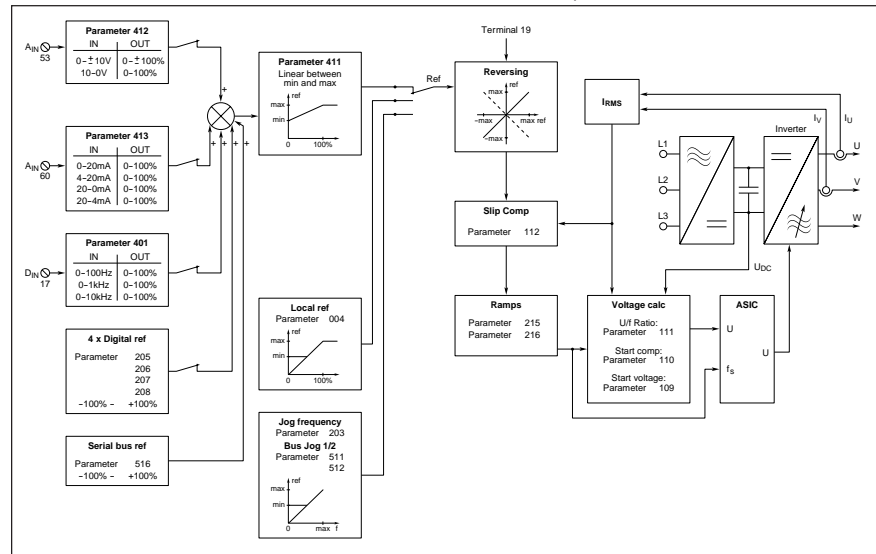 Parameter 412
IN OUT
0-±10V 0-±100%
10-0V 0-100%
AIN
53
+
Parameter 413
IN OUT
0-20mA 0-100%
4-20mA 0-100%
20-0mA 0-100%
20-4mA 0-100%
AIN
60
+ + + +
Parameter 401
IN OUT
0-100Hz 0-100%
0-1kHz 0-100%
0-10kHz 0-100%
DIN
17
4 x Digital ref
Parameter 205
206
207
208
-100% - +100%
Serial bus ref
Parameter 516
-100% - +100%
Parameter 411
Linear between
min and max
ref
max
min
0 100%
Local ref
Parameter 004
ref
max
min
0 100%
Jog frequency
Parameter 203
Bus Jog 1/2
Parameter 511
512
ref
max
min
0 max f
Ref
Terminal 19
Reversing
ref
max
-max max ref
-max
Slip Comp
Parameter 112
Ramps
Parameter 215
Parameter 216
IRMS
IV
IU
Inverter
L1
L2
L3
U
V
W
UDC
Voltage calc
U/f Ratio:
Parameter 111
Start comp:
Parameter 110
Start voltage:
Parameter 109
ASIC
U
U
fs